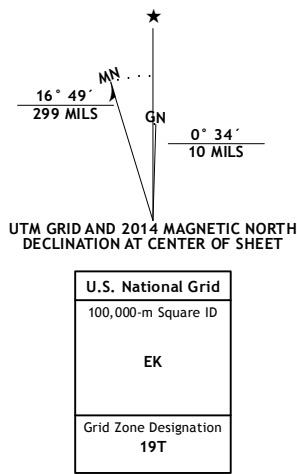 ★
MN
GN
16° 49´
299 MILS
0° 34´
10 MILS
UTM GRID AND 2014 MAGNETIC NORTH
DECLINATION AT CENTER OF SHEET
U.S. National Grid
100,000-m Square ID
EK
Grid Zone Designation
19T